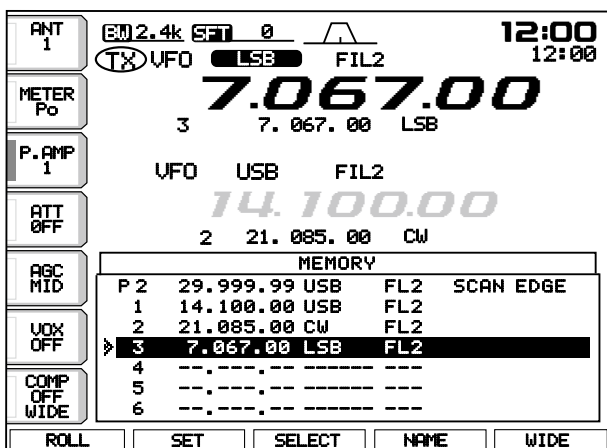 ANT
1
METER
Po
P.AMP
1
ATT
OFF
AGC
MID
VOX
OFF
COMP
OFF
WIDE
BW 2.4k SFT 0
12:00
12:00
TX VFO LSB FIL2
7.067.00
3 7.067.00 LSB
VFO USB FIL2
14.100.00
2 21.085.00 CW
MEMORY
P2 29.999.99 USB FL2 SCAN EDGE
1 14.100.00 USB FL2
2 21.085.00 CW FL2
3 7.067.00 LSB FL2
4 --.---.-- ------ ---
5 --.---.-- ------ ---
6 --.---.-- ------ ---
ROLL SET SELECT NAME WIDE